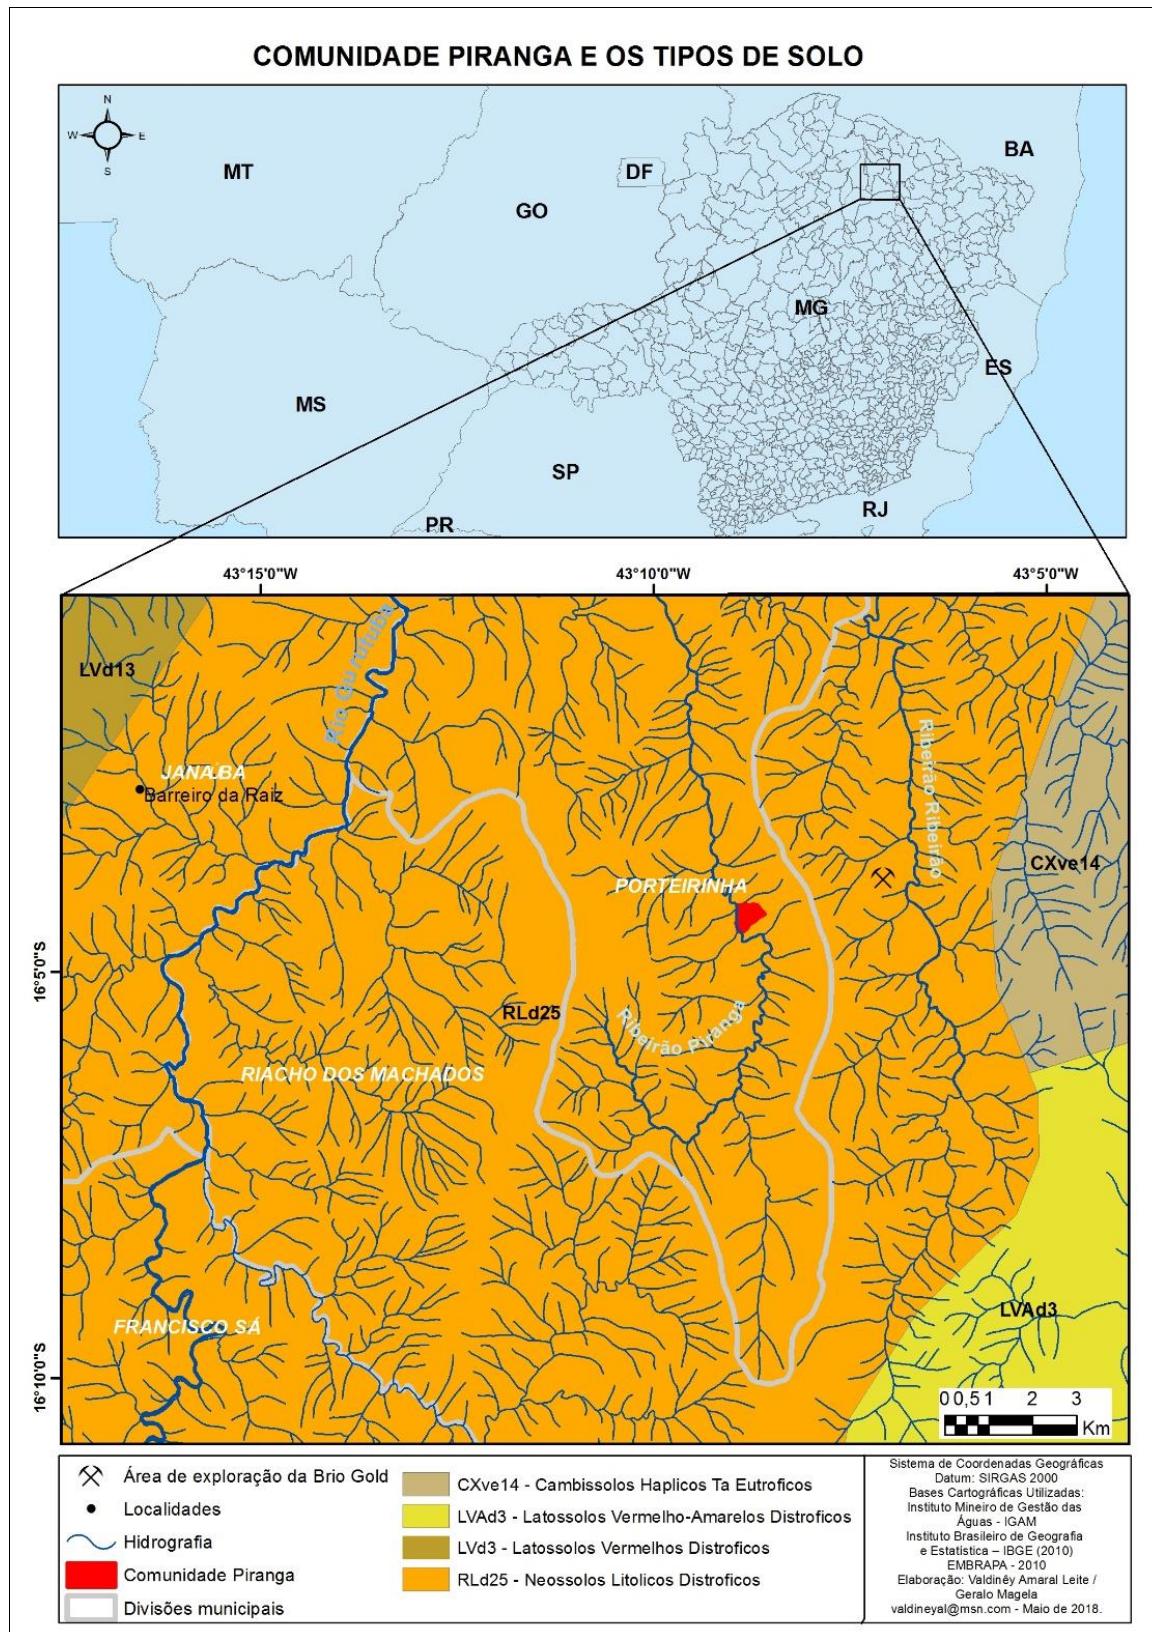 COMUNIDADE PIRANGA E OS TIPOS DE SOLO
N
W E
S
MT
DF
BA
GO
MG
ES
MS
SP
RJ
PR
43°15'0"W 43°10'0"W 43°5'0"W
LVd13
Rio Gurutuba
Ribeirão Ribeirão
JANAÚBA
Barreiro da Raiz
CXve14
PORTEIRINHA
16°5'0"S
RLd25
Ribeirão Piranga
RIACHO DOS MACHADOS
LVAd3
FRANCISCO SÁ
16°10'0"S
0 0,5 1 2 3
Km
Área de exploração da Brio Gold
Localidades
Hidrografia
Comunidade Piranga
Divisões municipais
CXve14 - Cambissolos Haplicos Ta Eutroficos
LVAd3 - Latossolos Vermelho-Amarelos Distroficos
LVd3 - Latossolos Vermelhos Distroficos
RLd25 - Neossolos Litolicos Distroficos
Sistema de Coordenadas Geográficas
Datum: SIRGAS 2000
Bases Cartográficas Utilizadas:
Instituto Mineiro de Gestão das
Águas - IGAM
Instituto Brasileiro de Geografia
e Estatistica – IBGE (2010)
EMBRAPA - 2010
Elaboração: Valdinêy Amaral Leite /
Geralo Magela
valdineyal@msn.com - Maio de 2018.